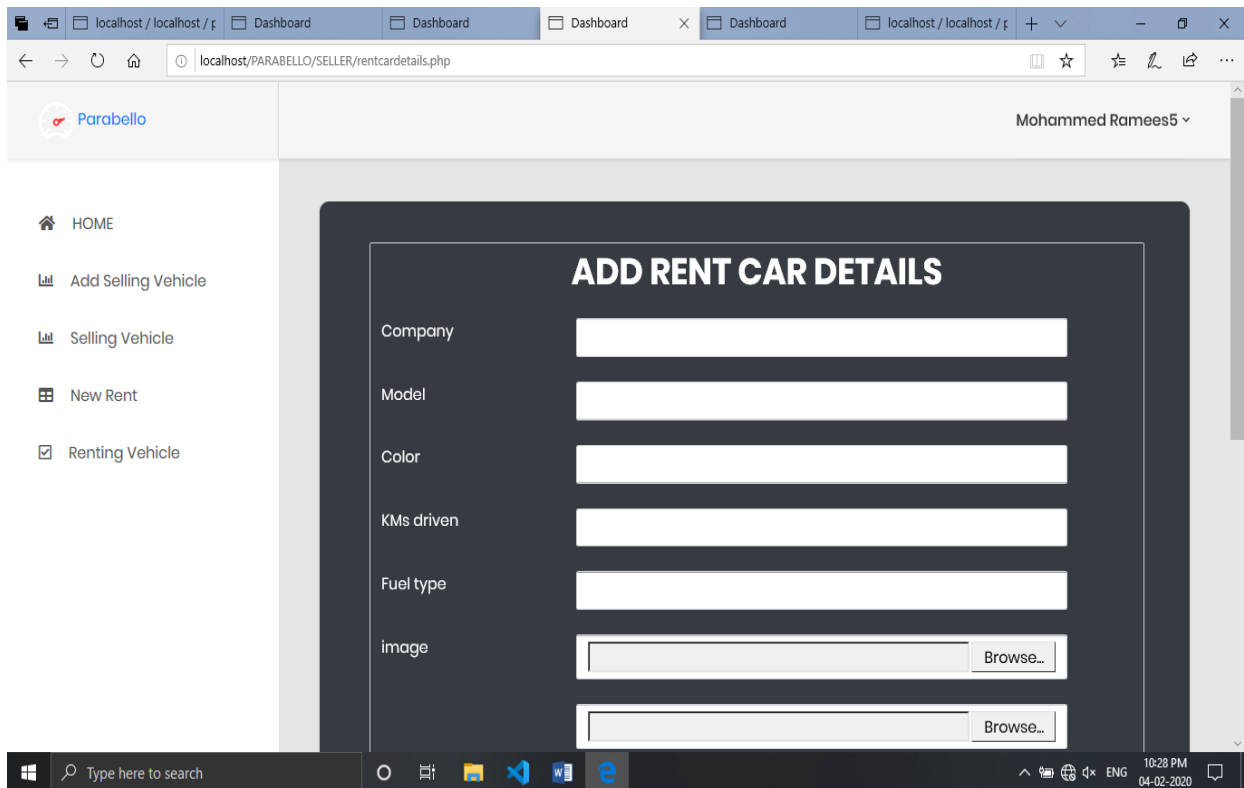 localhost / localhost / p
Dashboard
Dashboard
Dashboard
Dashboard
localhost / localhost / p
localhost/PARABELLO/SELLER/rentcardetails.php
Parabello
Mohammed Ramees5
HOME
Add Selling Vehicle
Selling Vehicle
New Rent
Renting Vehicle
ADD RENT CAR DETAILS
Company
Model
Color
KMs driven
Fuel type
image
Browse...
Browse...
Type here to search
ENG
10:28 PM
04-02-2020